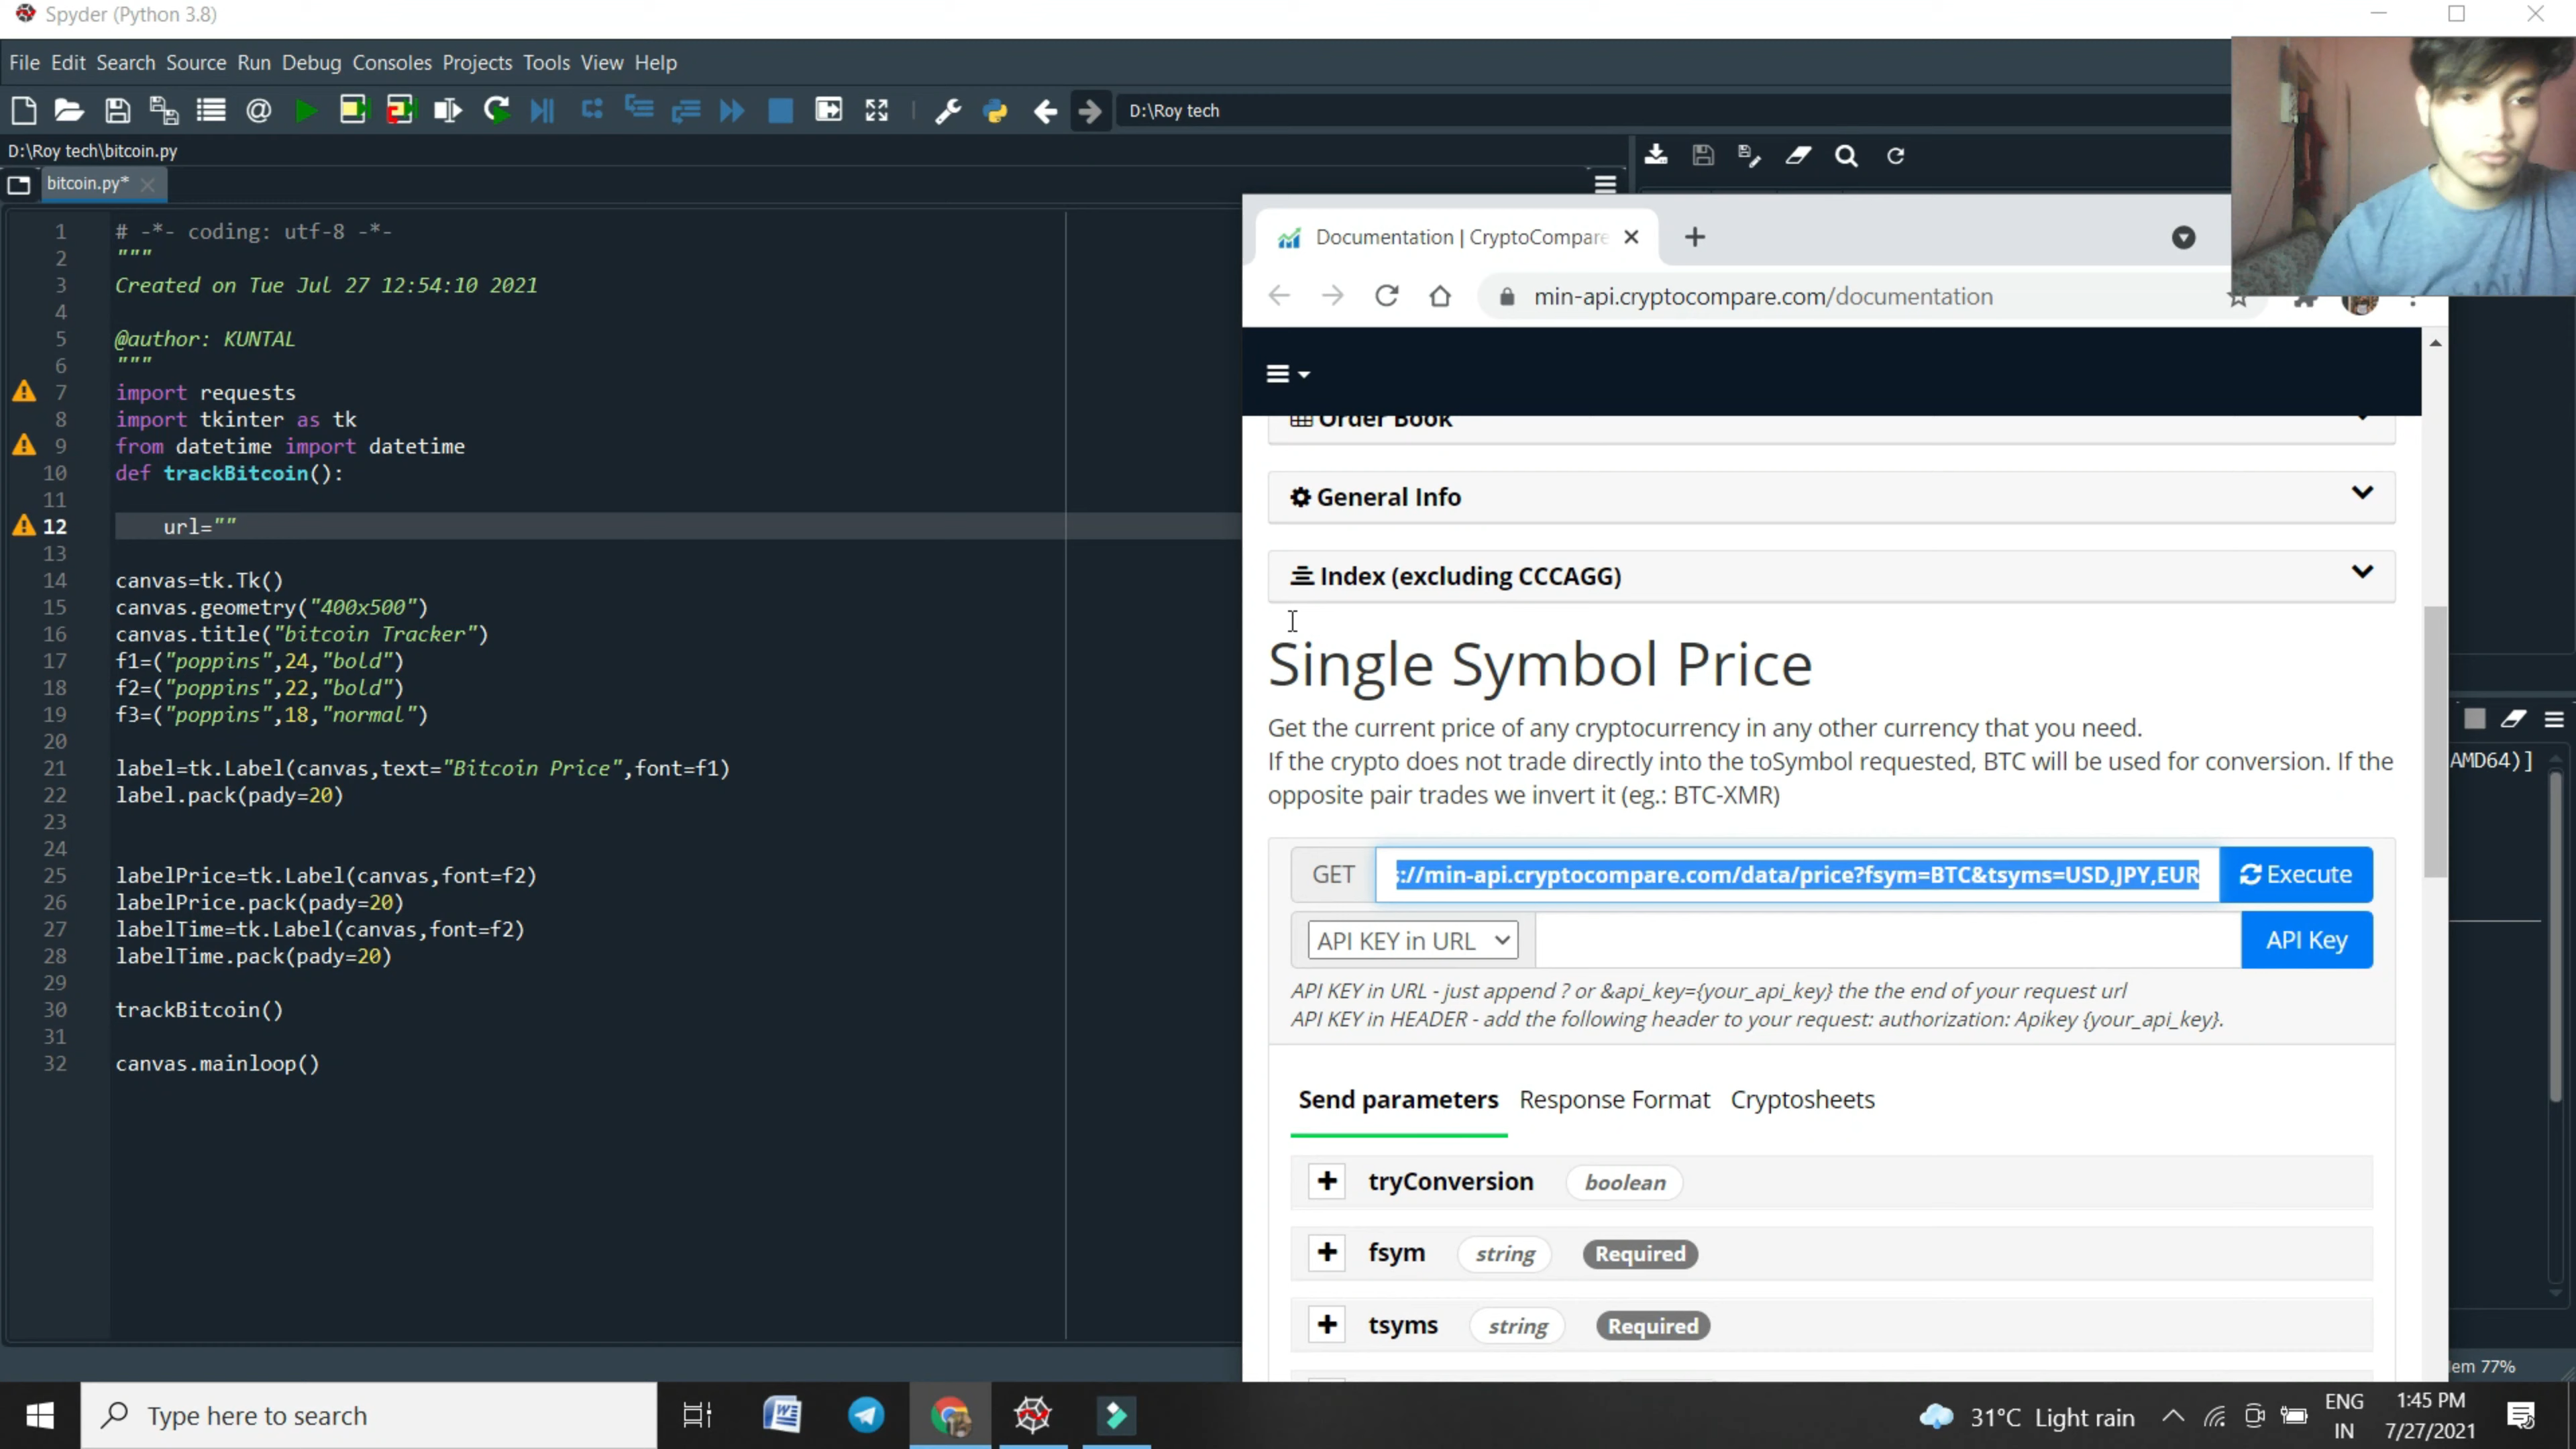 Spyder (Python 3.8)
File Edit Search Source Run Debug Consoles Projects Tools View Help
D:\Roy tech
D:\Roy tech\bitcoin.py
bitcoin.py*
1 # -*- coding: utf-8 -*-
2 """
3 Created on Tue Jul 27 12:54:10 2021
4
5 @author: KUNTAL
6 """
7 import requests
8 import tkinter as tk
9 from datetime import datetime
10 def trackBitcoin():
11
12 url=""
13
14 canvas=tk.Tk()
15 canvas.geometry("400x500")
16 canvas.title("bitcoin Tracker")
17 f1=("poppins",24,"bold")
18 f2=("poppins",22,"bold")
19 f3=("poppins",18,"normal")
20
21 label=tk.Label(canvas,text="Bitcoin Price",font=f1)
22 label.pack(pady=20)
23
24
25 labelPrice=tk.Label(canvas,font=f2)
26 labelPrice.pack(pady=20)
27 labelTime=tk.Label(canvas,font=f2)
28 labelTime.pack(pady=20)
29
30 trackBitcoin()
31
32 canvas.mainloop()
Documentation | CryptoCompare
min-api.cryptocompare.com/documentation
Order Book
General Info
Index (excluding CCCAGG)
Single Symbol Price
Get the current price of any cryptocurrency in any other currency that you need.
If the crypto does not trade directly into the toSymbol requested, BTC will be used for conversion. If the
opposite pair trades we invert it (eg.: BTC-XMR)
GET s://min-api.cryptocompare.com/data/price?fsym=BTC&tsyms=USD,JPY,EUR Execute
API KEY in URL API Key
API KEY in URL - just append ? or &api_key={your_api_key} the the end of your request url
API KEY in HEADER - add the following header to your request: authorization: Apikey {your_api_key}.
Send parameters Response Format Cryptosheets
tryConversion boolean
fsym string Required
tsyms string Required
AMD64)]
em 77%
Type here to search
31°C Light rain
ENG
IN
1:45 PM
7/27/2021